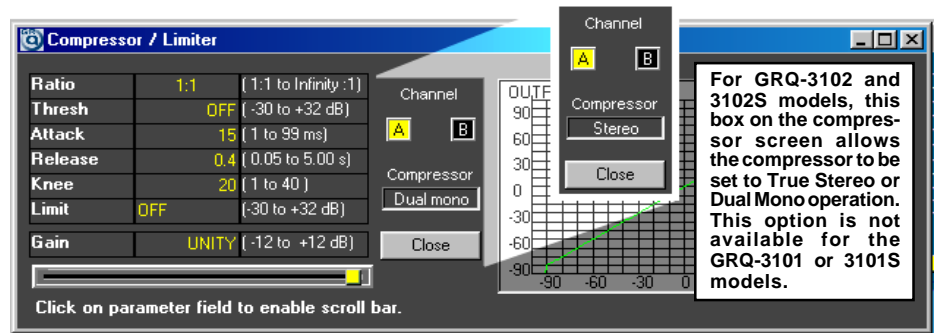 Compressor / Limiter
Ratio 1:1 ( 1:1 to Infinity :1)
Thresh OFF ( -30 to +32 dB)
Attack 15 ( 1 to 99 ms)
Release 0.4 ( 0.05 to 5.00 s)
Knee 20 ( 1 to 40 )
Limit OFF (-30 to +32 dB)
Gain UNITY ( -12 to +12 dB)
Click on parameter field to enable scroll bar.
Channel
A B
Compressor
Dual mono
Close
Channel
A B
Compressor
Stereo
Close
90
60
30
0
-30
-60
-90
-90 -60 -30 0
For GRQ-3102 and
3102S models, this
box on the compres-
sor screen allows
the compressor to be
set to True Stereo or
Dual Mono operation.
This option is not
available for the
GRQ-3101 or 3101S
models.